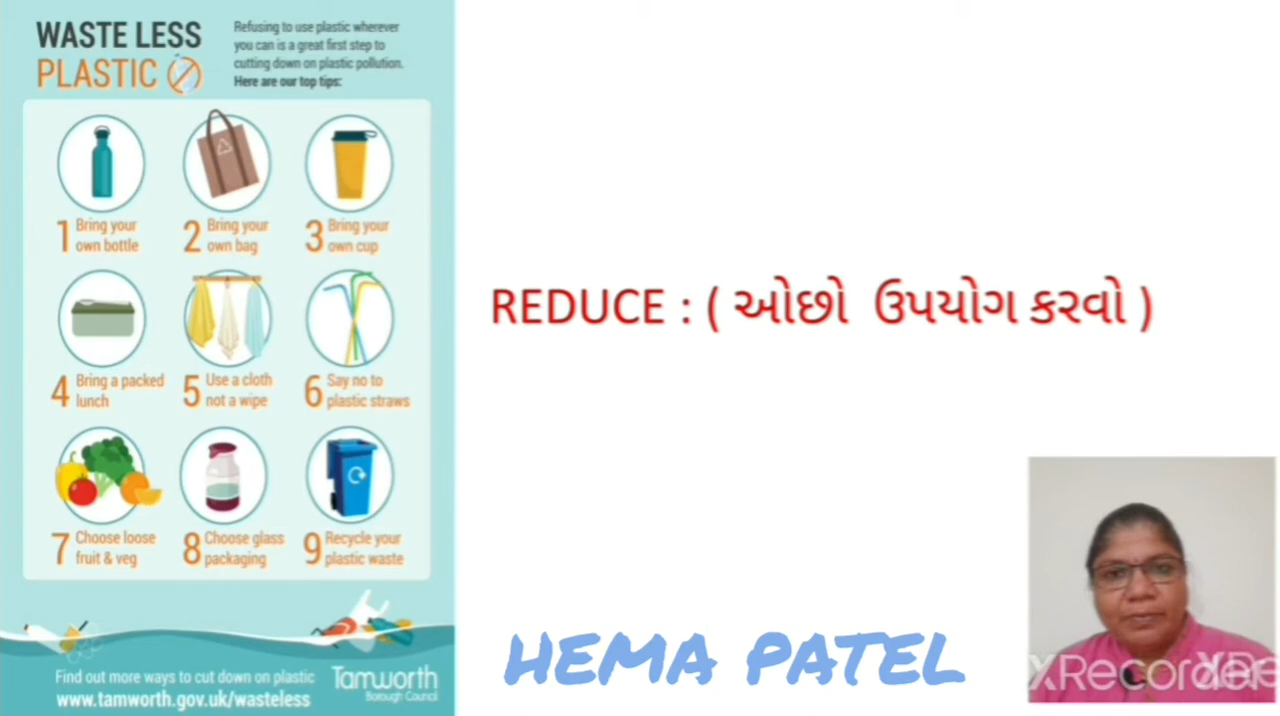 WASTE LESS
PLASTIC
Refusing to use plastic wherever
you can is a great first step to
cutting down on plastic pollution.
Here are our top tips:
1 Bring your
own bottle
2 Bring your
own bag
3 Bring your
own cup
4 Bring a packed
lunch
5 Use a cloth
not a wipe
6 Say no to
plastic straws
7 Choose loose
fruit & veg
8 Choose glass
packaging
9 Recycle your
plastic waste
Find out more ways to cut down on plastic
www.tamworth.gov.uk/wasteless
Tamworth
Borough Council
REDUCE : ( ઓછો ઉપયોગ કરવો )
HEMA PATEL
XRecorder